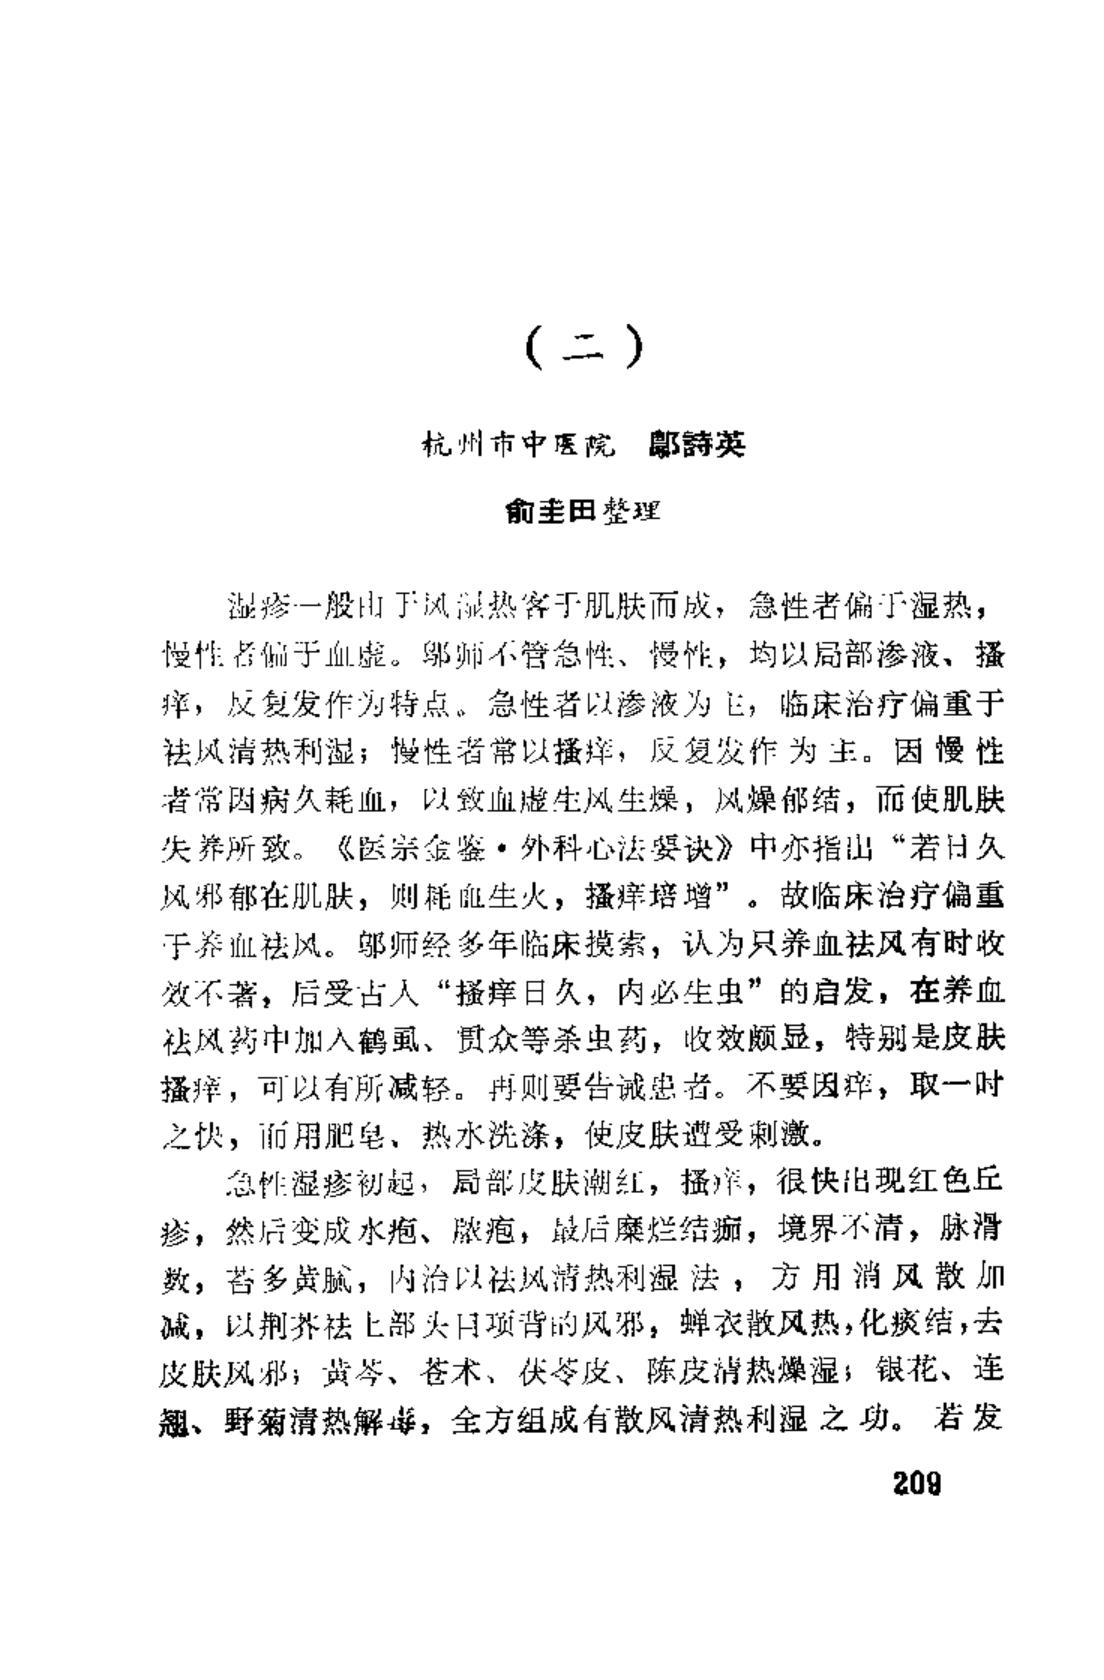 （二）
杭州市中医院　鄔詩英
俞圭田整理
湿疹一般由于风湿热客于肌肤而成，急性者偏于湿热，
慢性者偏于血虚。邬师不管急性、慢性，均以局部渗液、搔
痒，反复发作为特点。急性者以渗液为主，临床治疗偏重于
祛风清热利湿；慢性者常以搔痒，反复发作为主。因慢性
者常因病久耗血，以致血虚生风生燥，风燥郁结，而使肌肤
失养所致。《医宗金鉴·外科心法要诀》中亦指出“若日久
风邪郁在肌肤，则耗血生火，搔痒培增”。故临床治疗偏重
于养血祛风。邬师经多年临床摸索，认为只养血祛风有时收
效不著，后受古人“搔痒日久，内必生虫”的启发，在养血
祛风药中加入鹤虱、贯众等杀虫药，收效颇显，特别是皮肤
搔痒，可以有所减轻。再则要告诫患者。不要因痒，取一时
之快，而用肥皂、热水洗涤，使皮肤遭受刺激。
急性湿疹初起，局部皮肤潮红，搔痒，很快出现红色丘
疹，然后变成水疱、脓疱，最后糜烂结痂，境界不清，脉滑
数，苔多黄腻，内治以祛风清热利湿法，方用消风散加
减，以荆芥祛上部头目项背的风邪，蝉衣散风热，化痰结，去
皮肤风邪；黄芩、苍术、茯苓皮、陈皮清热燥湿；银花、连
翘、野菊清热解毒，全方组成有散风清热利湿之功。若发
209